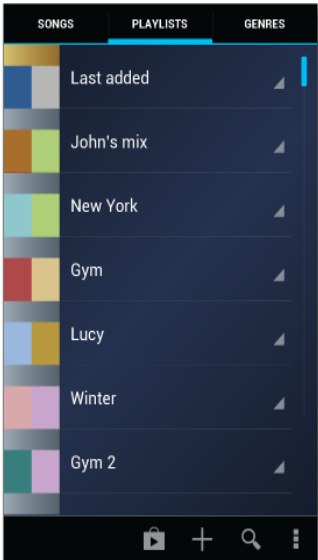 SONGS PLAYLISTS GENRES
Last added
John's mix
New York
Gym
Lucy
Winter
Gym 2